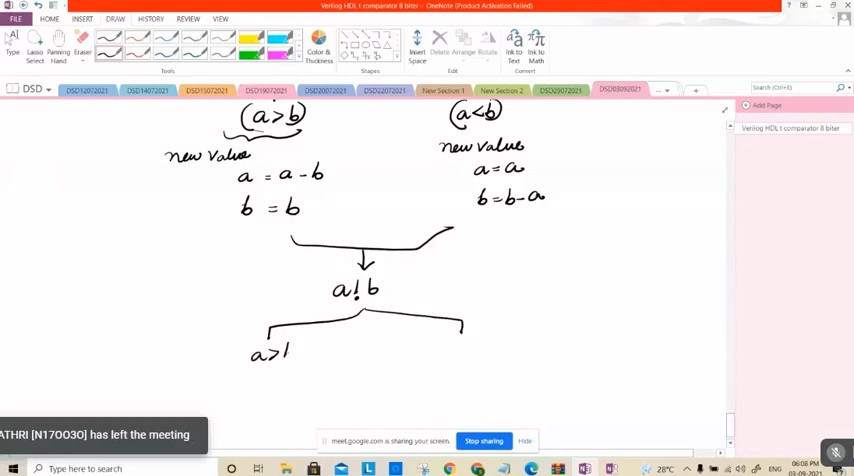 Verilog HDL t comparator 8 biter - OneNote (Product Activation Failed)
FILE HOME INSERT DRAW HISTORY REVIEW VIEW
Type Lasso Select Panning Hand Eraser Color & Thickness Insert Space Delete Arrange Rotate Ink to Text Ink to Math
Tools Shapes Edit Convert
DSD DSD12072021 DSD14072021 DSD15072021 DSD19072021 DSD20072021 DSD22072021 New Section 1 New Section 2 DSD29072021 DSD03092021 ... + Search (Ctrl+E)
Add Page
Verilog HDL t comparator 8 biter
(a>b) (a<b)
new value new value
a = a - b a = a
b = b b = b - a
a ! b
a >
ATHRI [N170030] has left the meeting
meet.google.com is sharing your screen. Stop sharing Hide
Type here to search
28°C
ENG
06:08 PM
03-09-2021